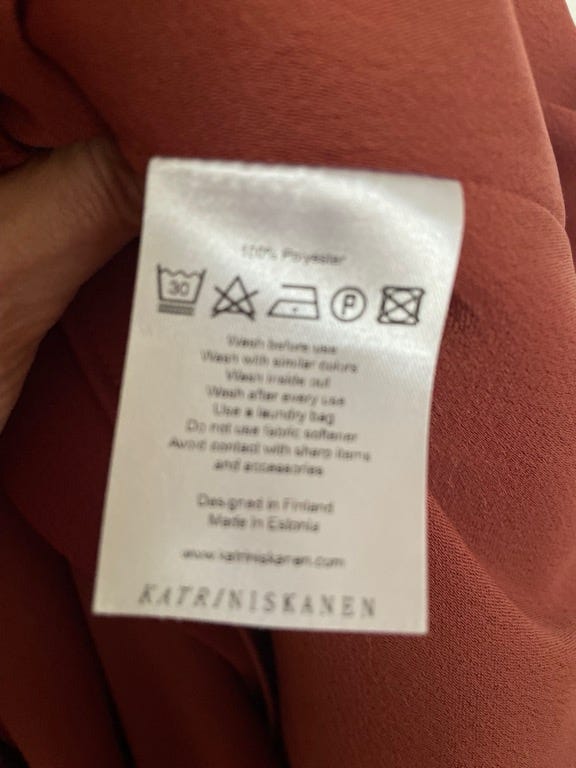 100% Polyester
30 P
Wash before use
Wash with similar colors
Wash inside out
Wash after every use
Use a laundry bag
Do not use fabric softener
Avoid contact with sharp items
and accessories
Designed in Finland
Made in Estonia
www.katriniskanen.com
KATRINISKANEN